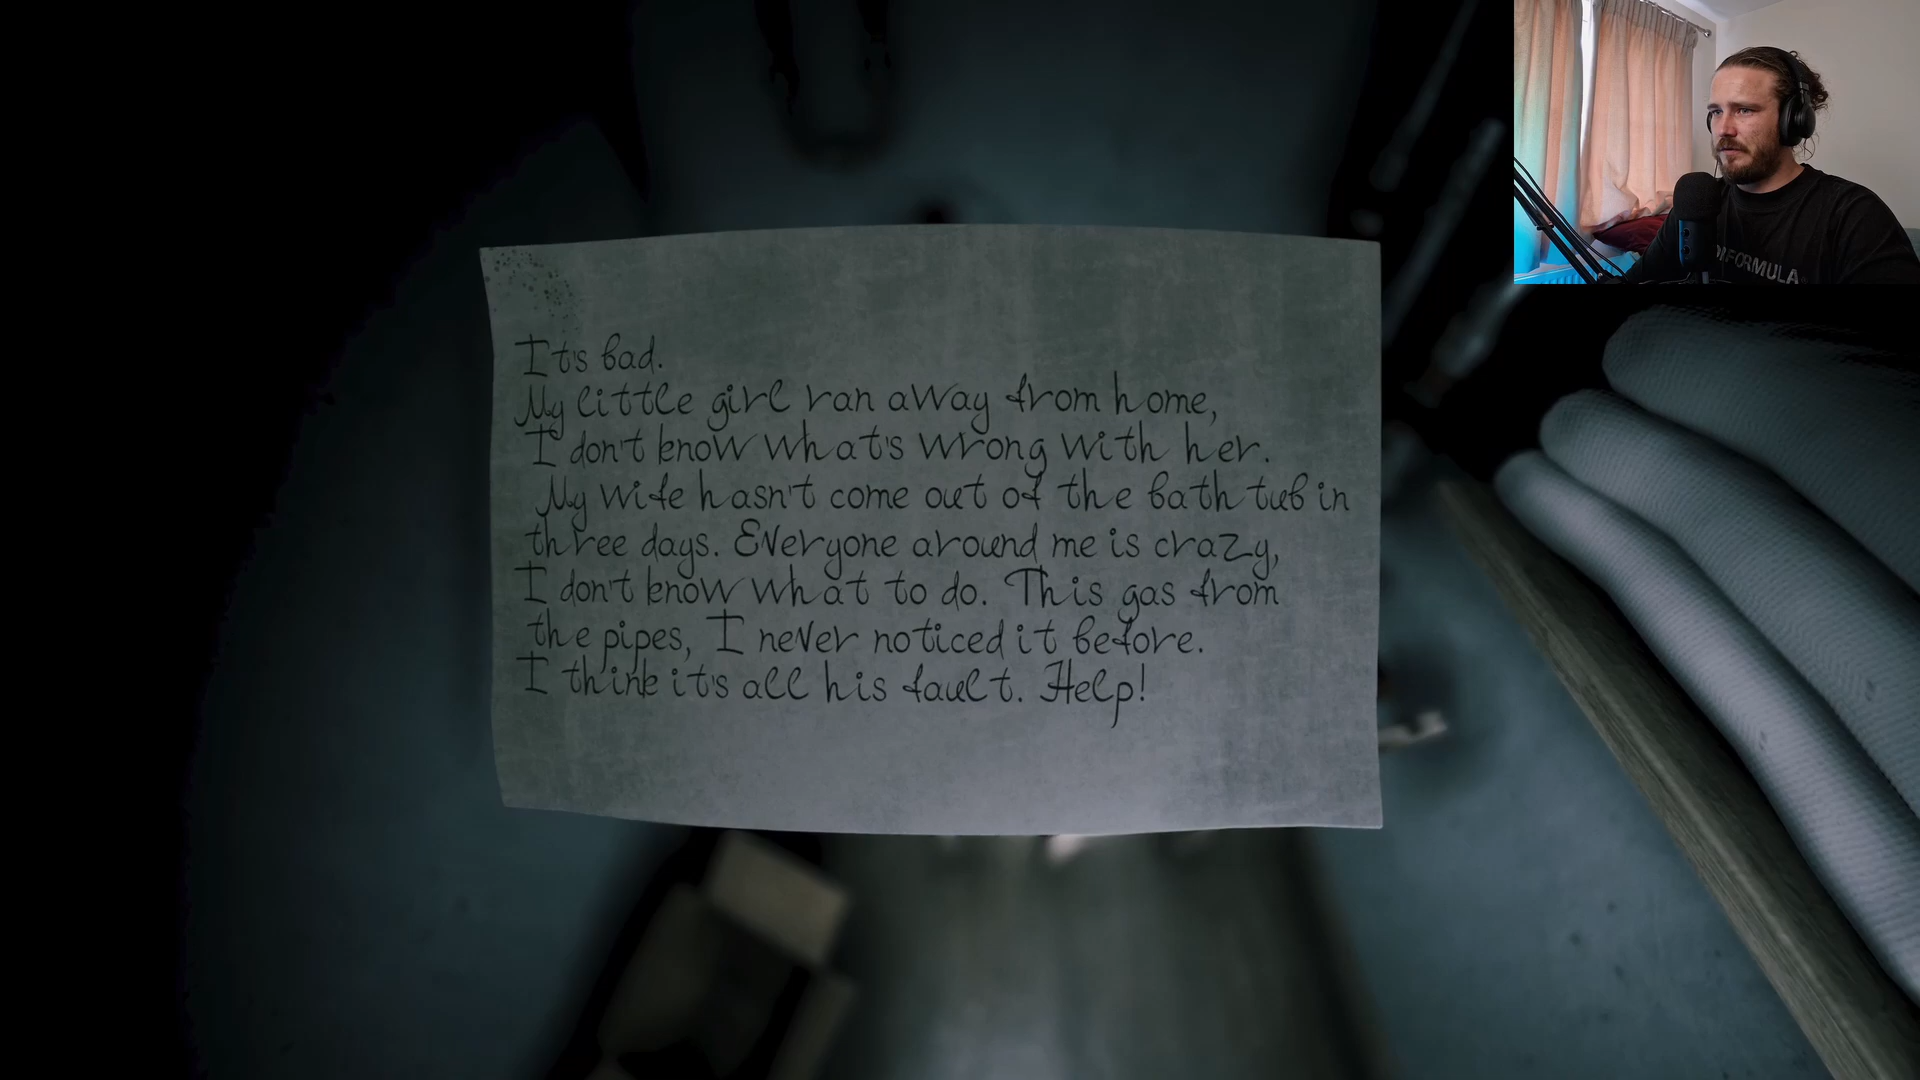 It's bad.
My little girl ran away from home,
I don't know what's wrong with her.
My wife hasn't come out of the bath tub in
three days. Everyone around me is crazy,
I don't know what to do. This gas from
the pipes, I never noticed it before.
I think it's all his fault. Help!